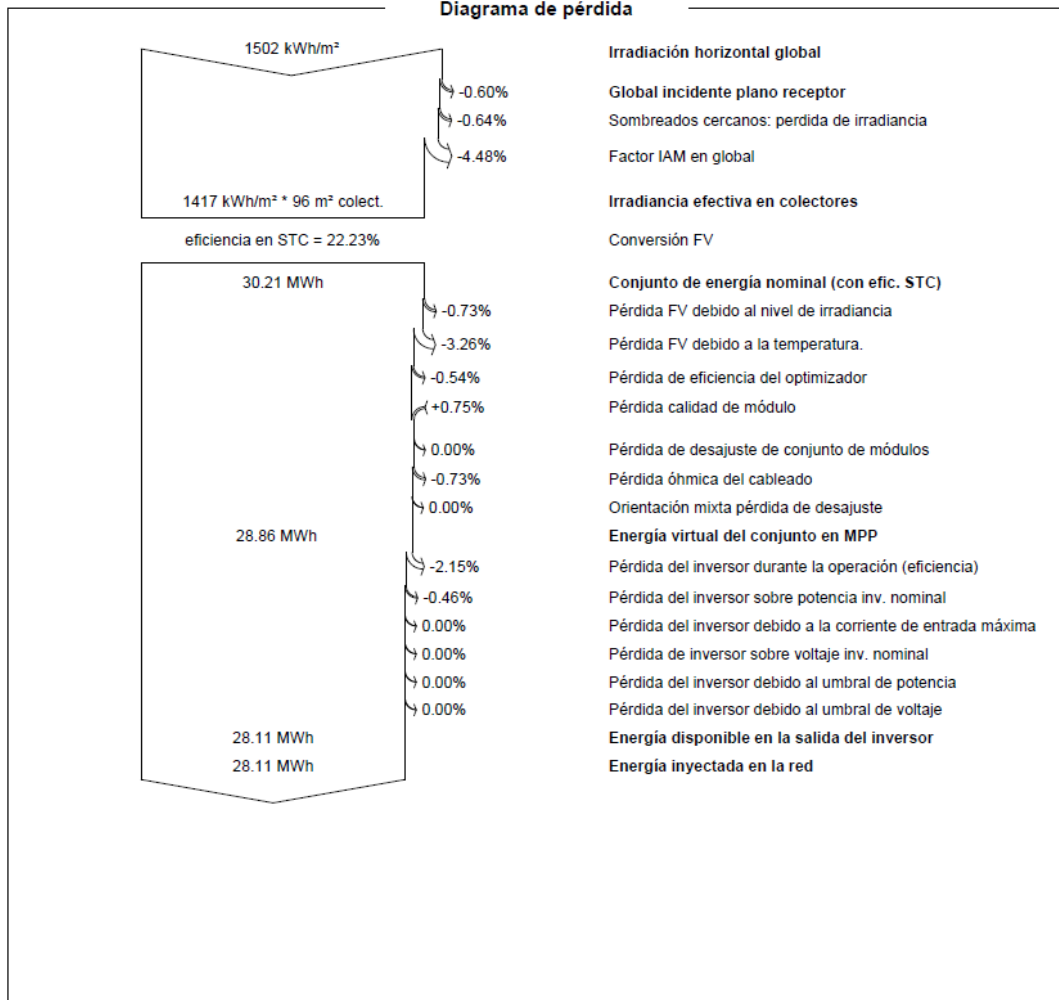 Diagrama de pérdida
1502 kWh/m² Irradiación horizontal global
-0.60% Global incidente plano receptor
-0.64% Sombreados cercanos: perdida de irradiancia
-4.48% Factor IAM en global
1417 kWh/m² * 96 m² colect. Irradiancia efectiva en colectores
eficiencia en STC = 22.23% Conversión FV
30.21 MWh Conjunto de energía nominal (con efic. STC)
-0.73% Pérdida FV debido al nivel de irradiancia
-3.26% Pérdida FV debido a la temperatura.
-0.54% Pérdida de eficiencia del optimizador
+0.75% Pérdida calidad de módulo
0.00% Pérdida de desajuste de conjunto de módulos
-0.73% Pérdida óhmica del cableado
0.00% Orientación mixta pérdida de desajuste
28.86 MWh Energía virtual del conjunto en MPP
-2.15% Pérdida del inversor durante la operación (eficiencia)
-0.46% Pérdida del inversor sobre potencia inv. nominal
0.00% Pérdida del inversor debido a la corriente de entrada máxima
0.00% Pérdida de inversor sobre voltaje inv. nominal
0.00% Pérdida del inversor debido al umbral de potencia
0.00% Pérdida del inversor debido al umbral de voltaje
28.11 MWh Energía disponible en la salida del inversor
28.11 MWh Energía inyectada en la red